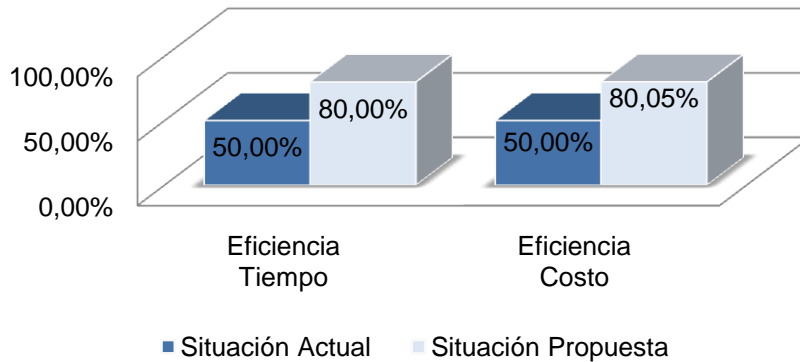 100,00%
50,00%
0,00%
50,00%
80,00%
50,00%
80,05%
Eficiencia
Tiempo
Eficiencia
Costo
Situación Actual
Situación Propuesta